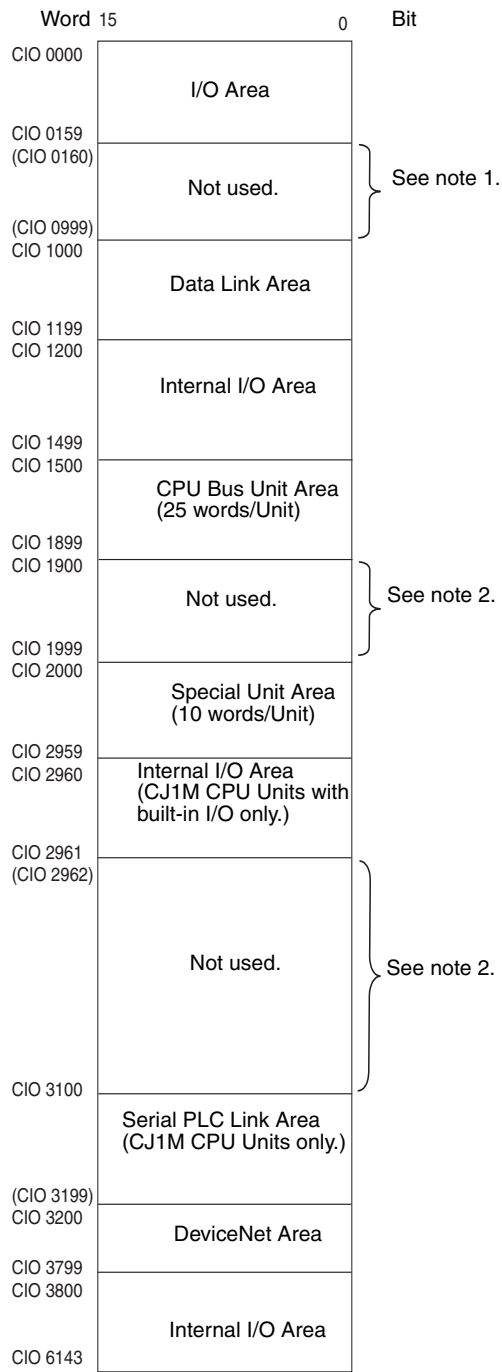 Word 15 0 Bit
CIO 0000
I/O Area
CIO 0159
(CIO 0160)
Not used.
See note 1.
(CIO 0999)
CIO 1000
Data Link Area
CIO 1199
CIO 1200
Internal I/O Area
CIO 1499
CIO 1500
CPU Bus Unit Area
(25 words/Unit)
CIO 1899
CIO 1900
Not used.
See note 2.
CIO 1999
CIO 2000
Special Unit Area
(10 words/Unit)
CIO 2959
CIO 2960
Internal I/O Area
(CJ1M CPU Units with
built-in I/O only.)
CIO 2961
(CIO 2962)
Not used.
See note 2.
CIO 3100
Serial PLC Link Area
(CJ1M CPU Units only.)
(CIO 3199)
CIO 3200
DeviceNet Area
CIO 3799
CIO 3800
Internal I/O Area
CIO 6143